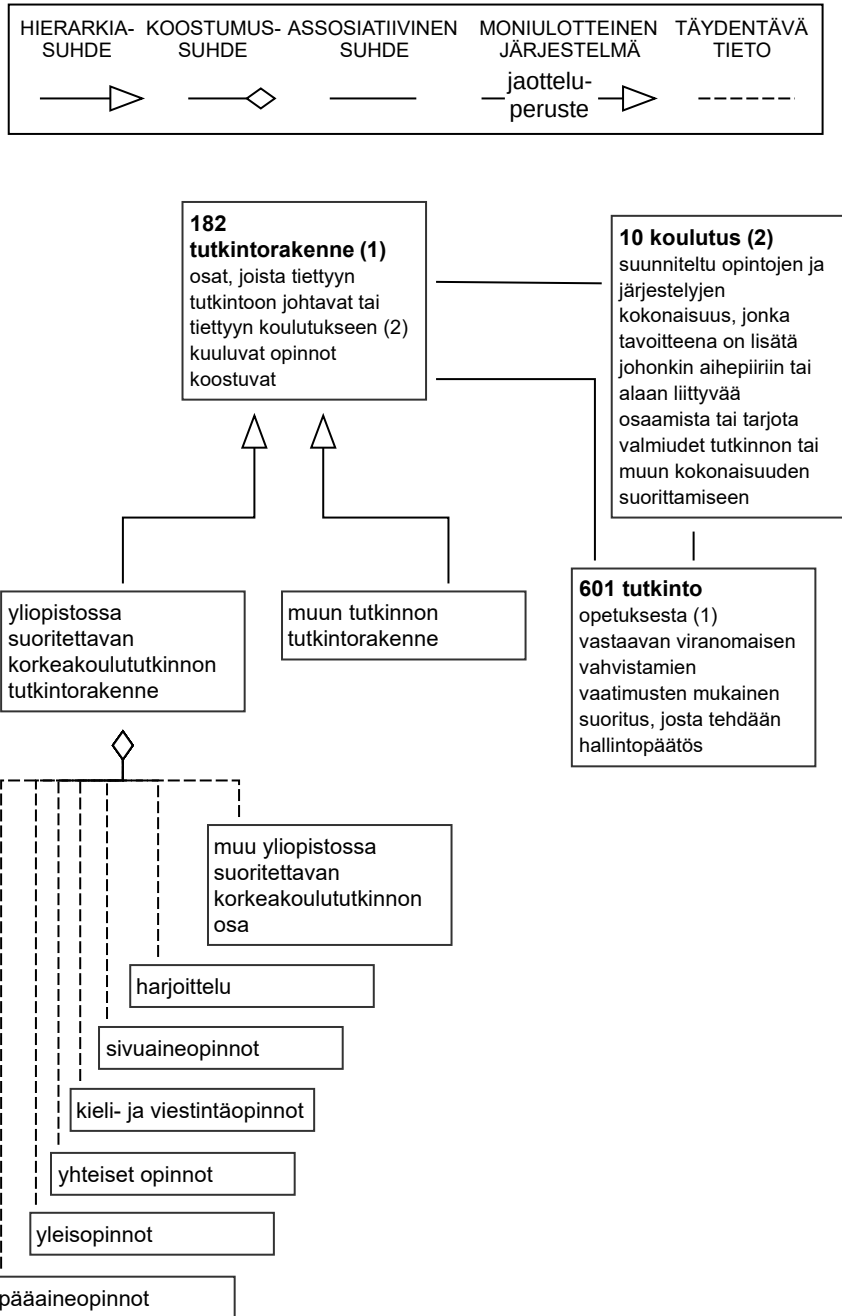 HIERARKIA-
SUHDE
KOOSTUMUS-
SUHDE
ASSOSIATIIVINEN
SUHDE
MONIULOTTEINEN
JÄRJESTELMÄ
TÄYDENTÄVÄ
TIETO
jaottelu-
peruste
182
tutkintorakenne (1)
osat, joista tiettyyn
tutkintoon johtavat tai
tiettyyn koulutukseen (2)
kuuluvat opinnot
koostuvat
10 koulutus (2)
suunniteltu opintojen ja
järjestelyjen
kokonaisuus, jonka
tavoitteena on lisätä
johonkin aihepiiriin tai
alaan liittyvää
osaamista tai tarjota
valmiudet tutkinnon tai
muun kokonaisuuden
suorittamiseen
yliopistossa
suoritettavan
korkeakoulututkinnon
tutkintorakenne
muun tutkinnon
tutkintorakenne
601 tutkinto
opetuksesta (1)
vastaavan viranomaisen
vahvistamien
vaatimusten mukainen
suoritus, josta tehdään
hallintopäätös
muu yliopistossa
suoritettavan
korkeakoulututkinnon
osa
harjoittelu
sivuaineopinnot
kieli- ja viestintäopinnot
yhteiset opinnot
yleisopinnot
pääaineopinnot